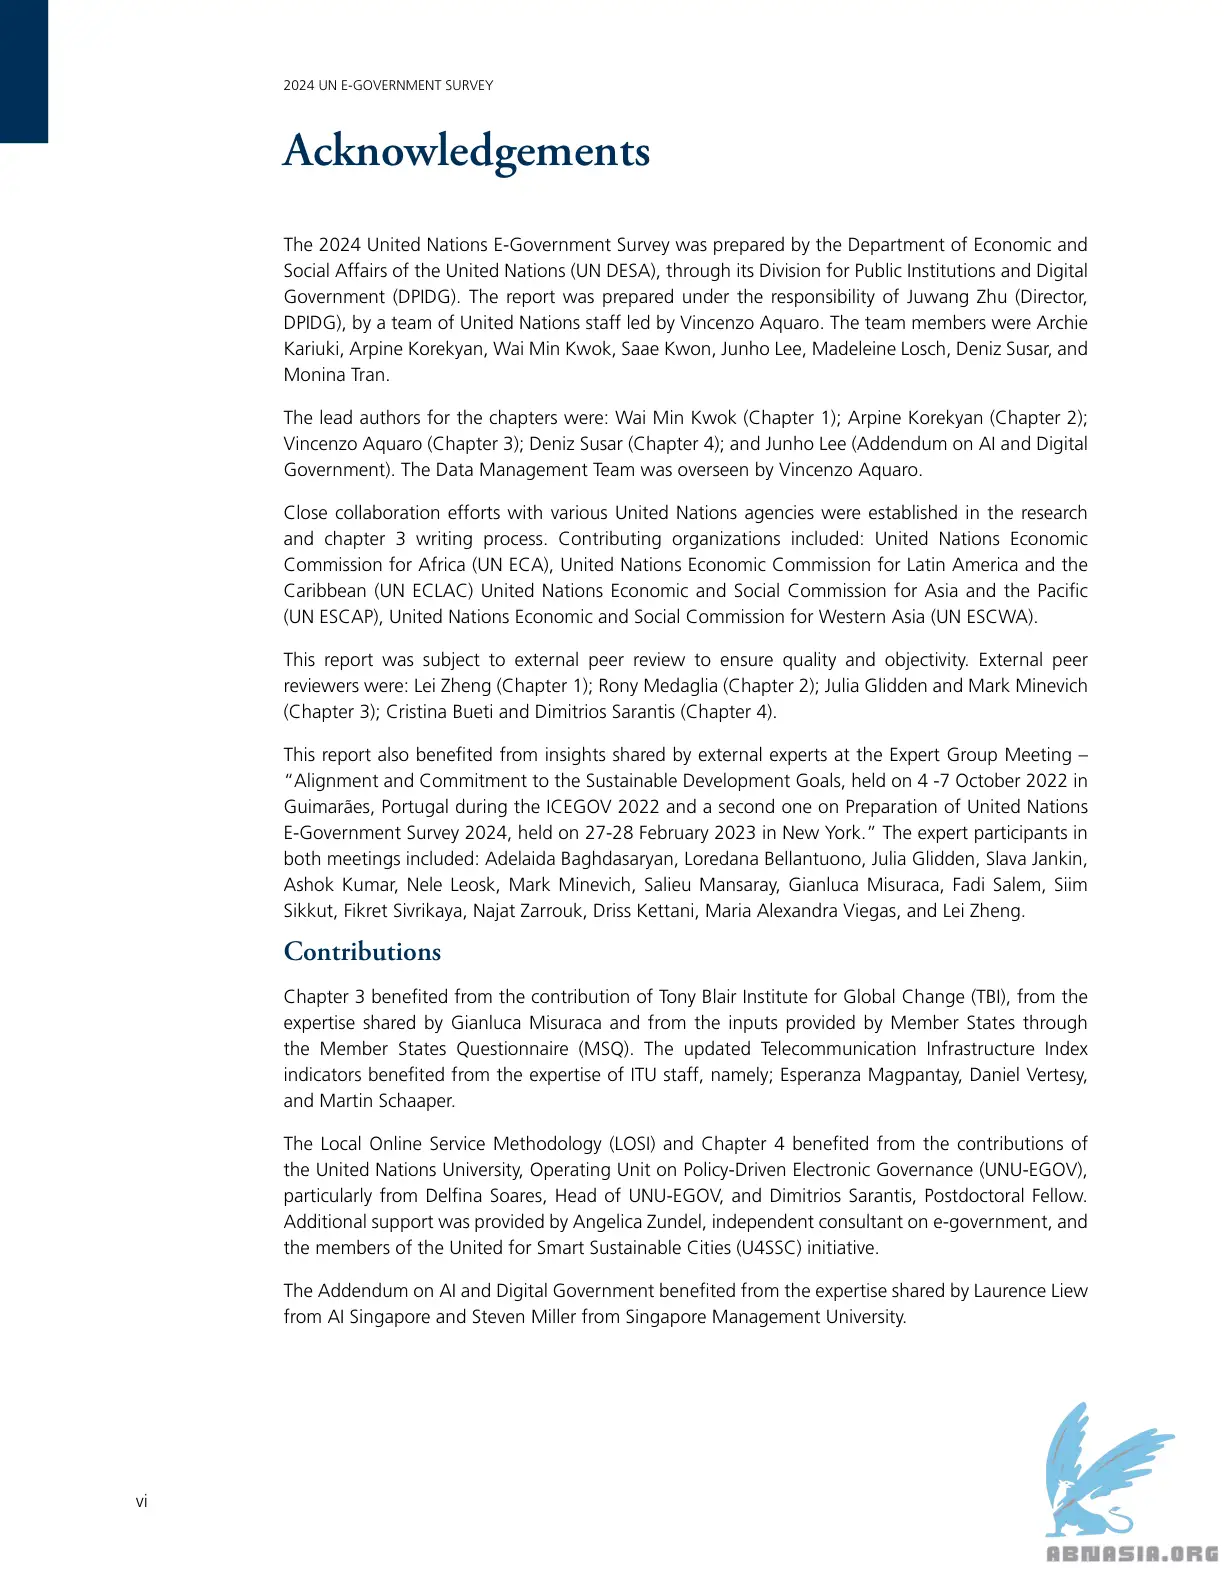 2024 UN E-GOVERNMENT SURVEY
Acknowledgements
The 2024 United Nations E-Government Survey was prepared by the Department of Economic and
Social Affairs of the United Nations (UN DESA), through its Division for Public Institutions and Digital
Government (DPIDG). The report was prepared under the responsibility of Juwang Zhu (Director,
DPIDG), by a team of United Nations staff led by Vincenzo Aquaro. The team members were Archie
Kariuki, Arpine Korekyan, Wai Min Kwok, Saae Kwon, Junho Lee, Madeleine Losch, Deniz Susar, and
Monina Tran.
The lead authors for the chapters were: Wai Min Kwok (Chapter 1); Arpine Korekyan (Chapter 2);
Vincenzo Aquaro (Chapter 3); Deniz Susar (Chapter 4); and Junho Lee (Addendum on AI and Digital
Government). The Data Management Team was overseen by Vincenzo Aquaro.
Close collaboration efforts with various United Nations agencies were established in the research
and chapter 3 writing process. Contributing organizations included: United Nations Economic
Commission for Africa (UN ECA), United Nations Economic Commission for Latin America and the
Caribbean (UN ECLAC) United Nations Economic and Social Commission for Asia and the Pacific
(UN ESCAP), United Nations Economic and Social Commission for Western Asia (UN ESCWA).
This report was subject to external peer review to ensure quality and objectivity. External peer
reviewers were: Lei Zheng (Chapter 1); Rony Medaglia (Chapter 2); Julia Glidden and Mark Minevich
(Chapter 3); Cristina Bueti and Dimitrios Sarantis (Chapter 4).
This report also benefited from insights shared by external experts at the Expert Group Meeting –
“Alignment and Commitment to the Sustainable Development Goals, held on 4 -7 October 2022 in
Guimarães, Portugal during the ICEGOV 2022 and a second one on Preparation of United Nations
E-Government Survey 2024, held on 27-28 February 2023 in New York.” The expert participants in
both meetings included: Adelaida Baghdasaryan, Loredana Bellantuono, Julia Glidden, Slava Jankin,
Ashok Kumar, Nele Leosk, Mark Minevich, Salieu Mansaray, Gianluca Misuraca, Fadi Salem, Siim
Sikkut, Fikret Sivrikaya, Najat Zarrouk, Driss Kettani, Maria Alexandra Viegas, and Lei Zheng.
Contributions
Chapter 3 benefited from the contribution of Tony Blair Institute for Global Change (TBI), from the
expertise shared by Gianluca Misuraca and from the inputs provided by Member States through
the Member States Questionnaire (MSQ). The updated Telecommunication Infrastructure Index
indicators benefited from the expertise of ITU staff, namely; Esperanza Magpantay, Daniel Vertesy,
and Martin Schaaper.
The Local Online Service Methodology (LOSI) and Chapter 4 benefited from the contributions of
the United Nations University, Operating Unit on Policy-Driven Electronic Governance (UNU-EGOV),
particularly from Delfina Soares, Head of UNU-EGOV, and Dimitrios Sarantis, Postdoctoral Fellow.
Additional support was provided by Angelica Zundel, independent consultant on e-government, and
the members of the United for Smart Sustainable Cities (U4SSC) initiative.
The Addendum on AI and Digital Government benefited from the expertise shared by Laurence Liew
from AI Singapore and Steven Miller from Singapore Management University.
vi
ABNASIA.ORG